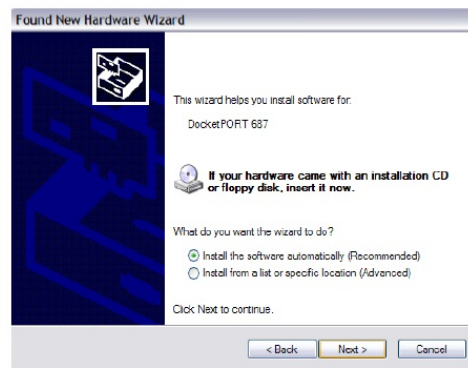 Found New Hardware Wizard
This wizard helps you install software for:
DocketPORT 687
If your hardware came with an installation CD
or floppy disk, insert it now.
What do you want the wizard to do?
Install the software automatically (Recommended)
Install from a list or specific location (Advanced)
Click Next to continue.
< Back
Next >
Cancel